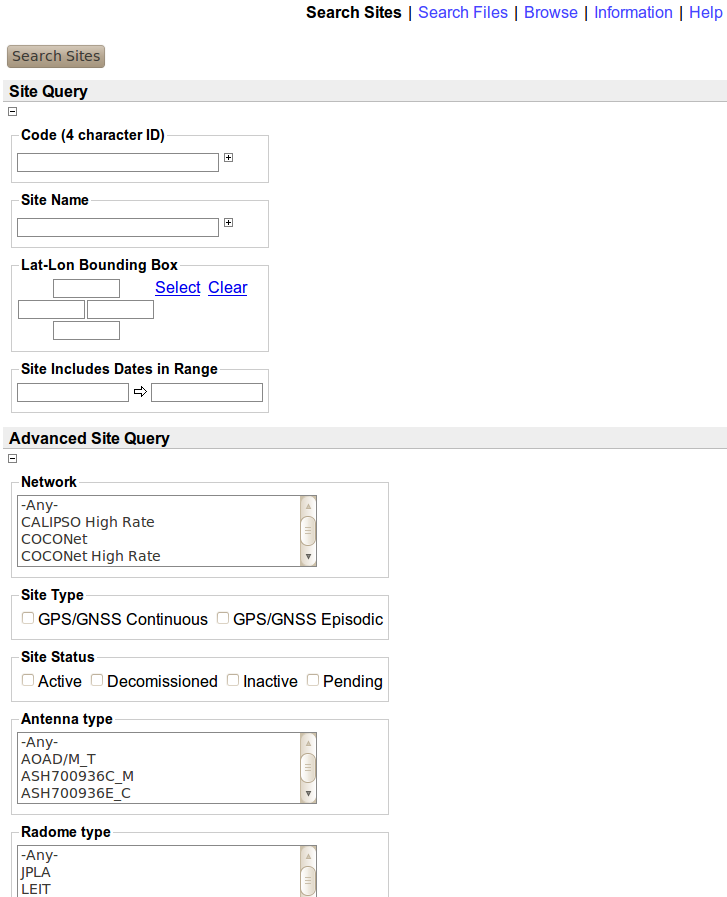 Search Sites | Search Files | Browse | Information | Help
Search Sites
Site Query
Code (4 character ID)
Site Name
Lat-Lon Bounding Box
Select Clear
Site Includes Dates in Range
Advanced Site Query
Network
-Any-
CALIPSO High Rate
COCONet
COCONet High Rate
Site Type
GPS/GNSS Continuous GPS/GNSS Episodic
Site Status
Active Decomissioned Inactive Pending
Antenna type
-Any-
AOAD/M_T
ASH700936C_M
ASH700936E_C
Radome type
-Any-
JPLA
LEIT